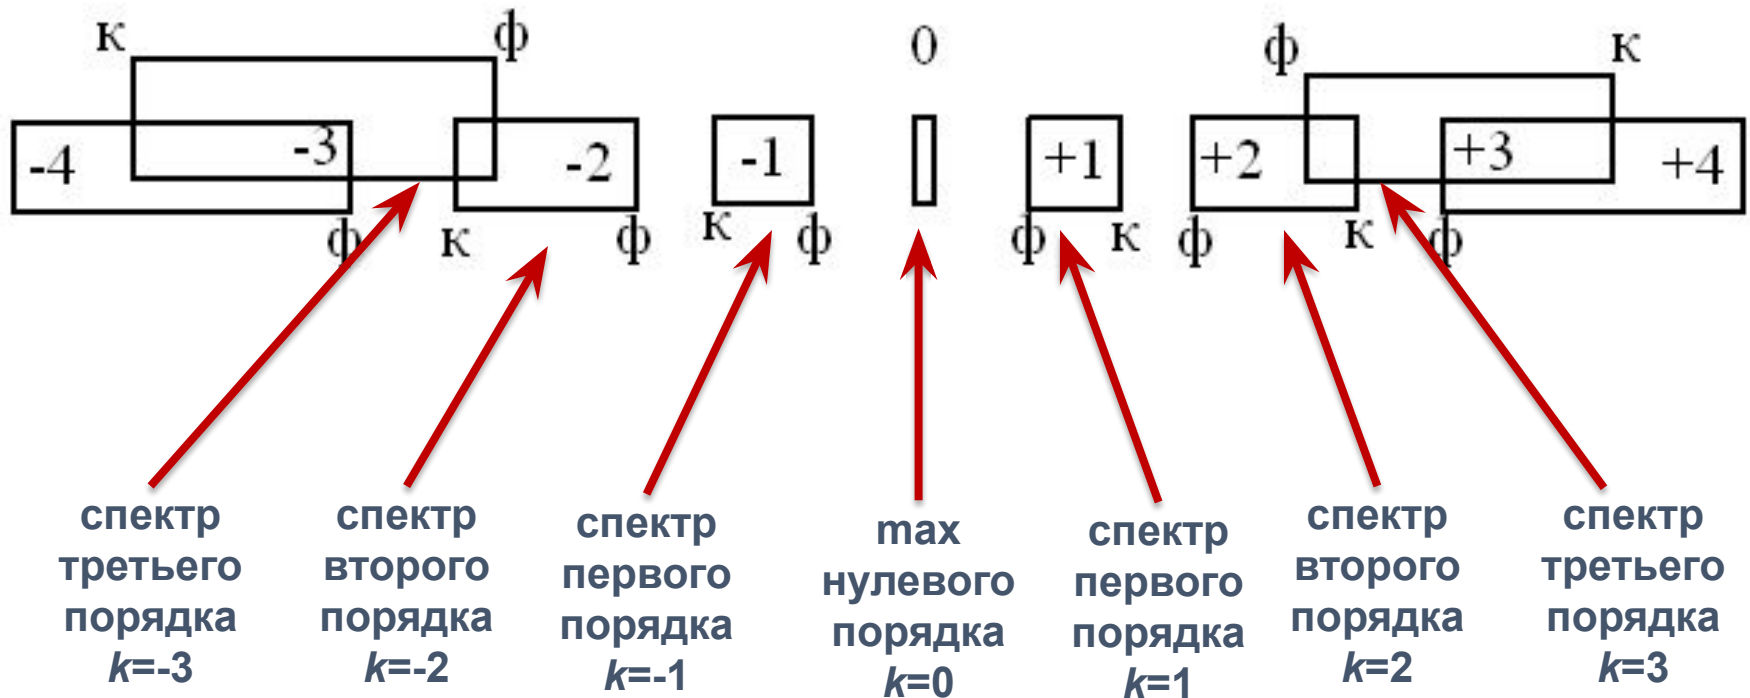 к ф 0 ф к
-4 -3 -2 -1 +1 +2 +3 +4
ф к ф к ф ф к ф к ф
спектр
третьего
порядка
k=-3
спектр
второго
порядка
k=-2
спектр
первого
порядка
k=-1
max
нулевого
порядка
k=0
спектр
первого
порядка
k=1
спектр
второго
порядка
k=2
спектр
третьего
порядка
k=3